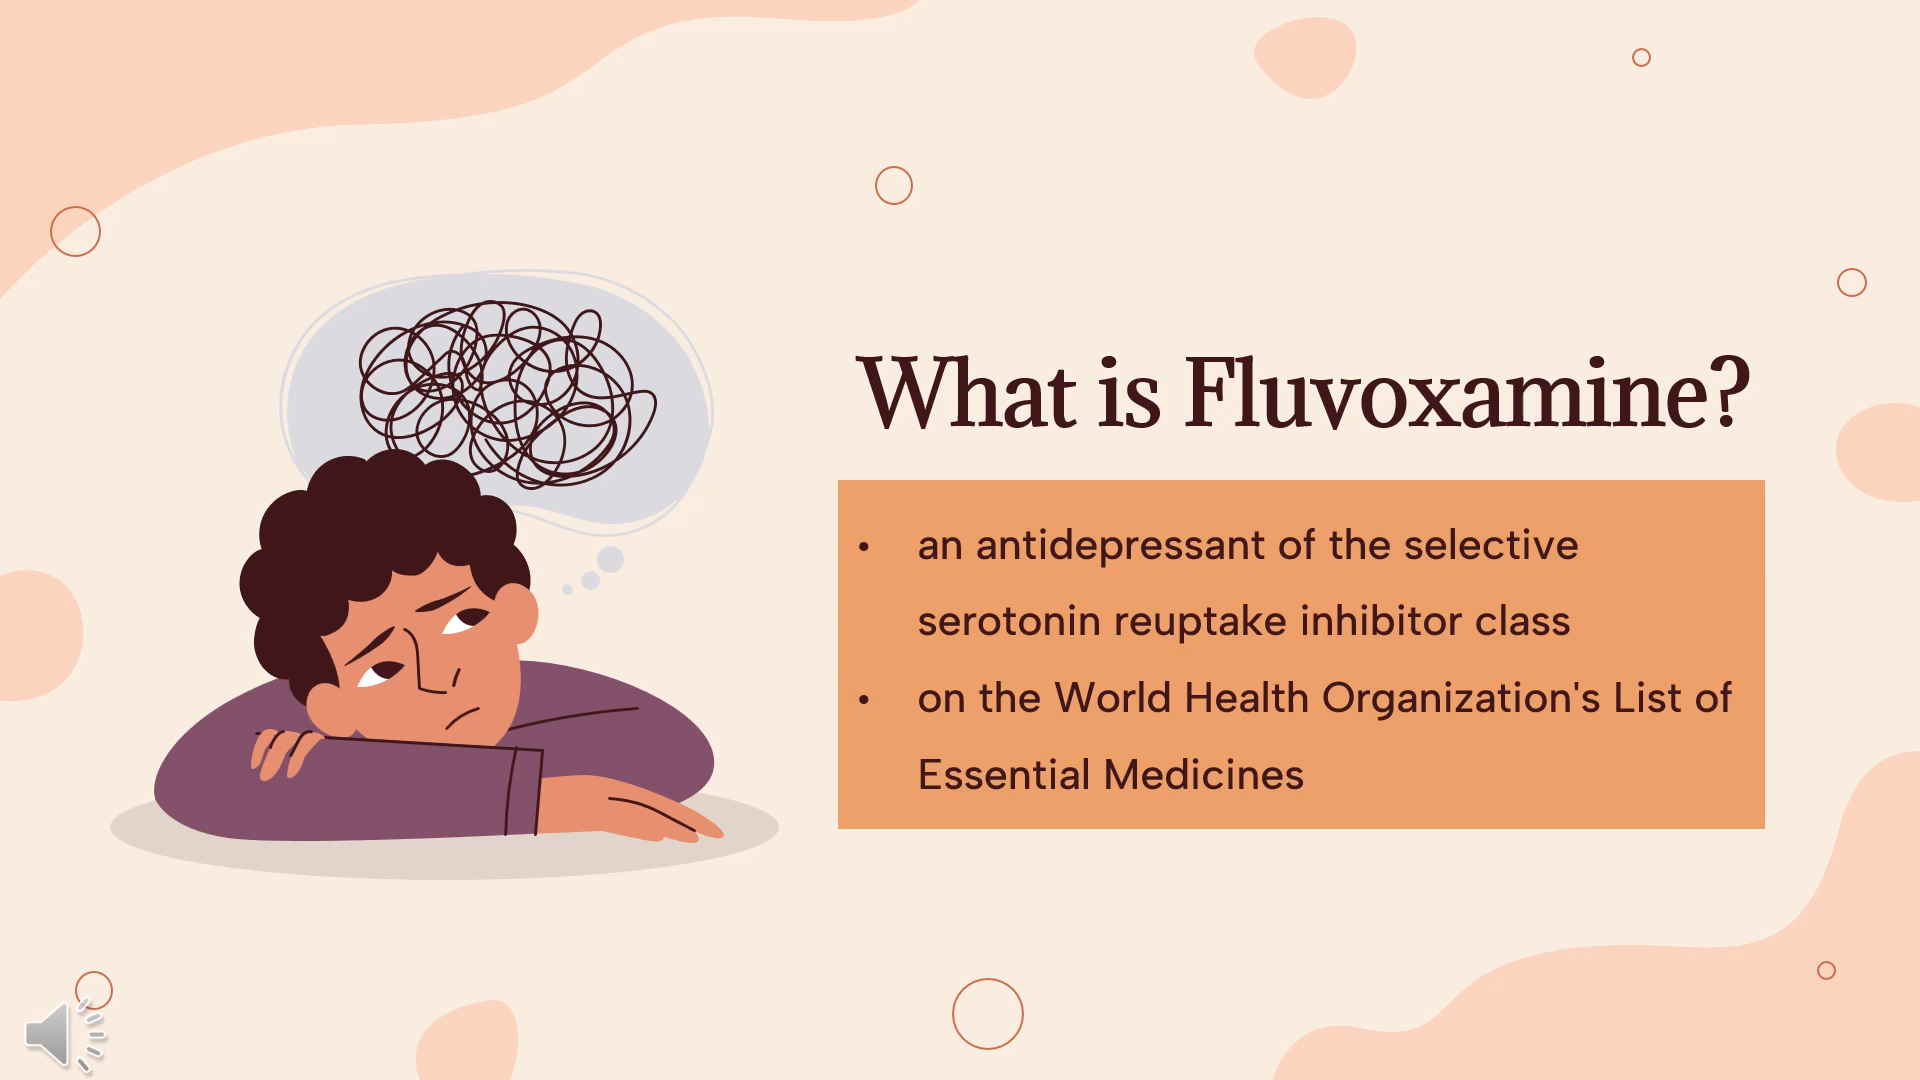 What is Fluvoxamine?
• an antidepressant of the selective
serotonin reuptake inhibitor class
• on the World Health Organization's List of
Essential Medicines